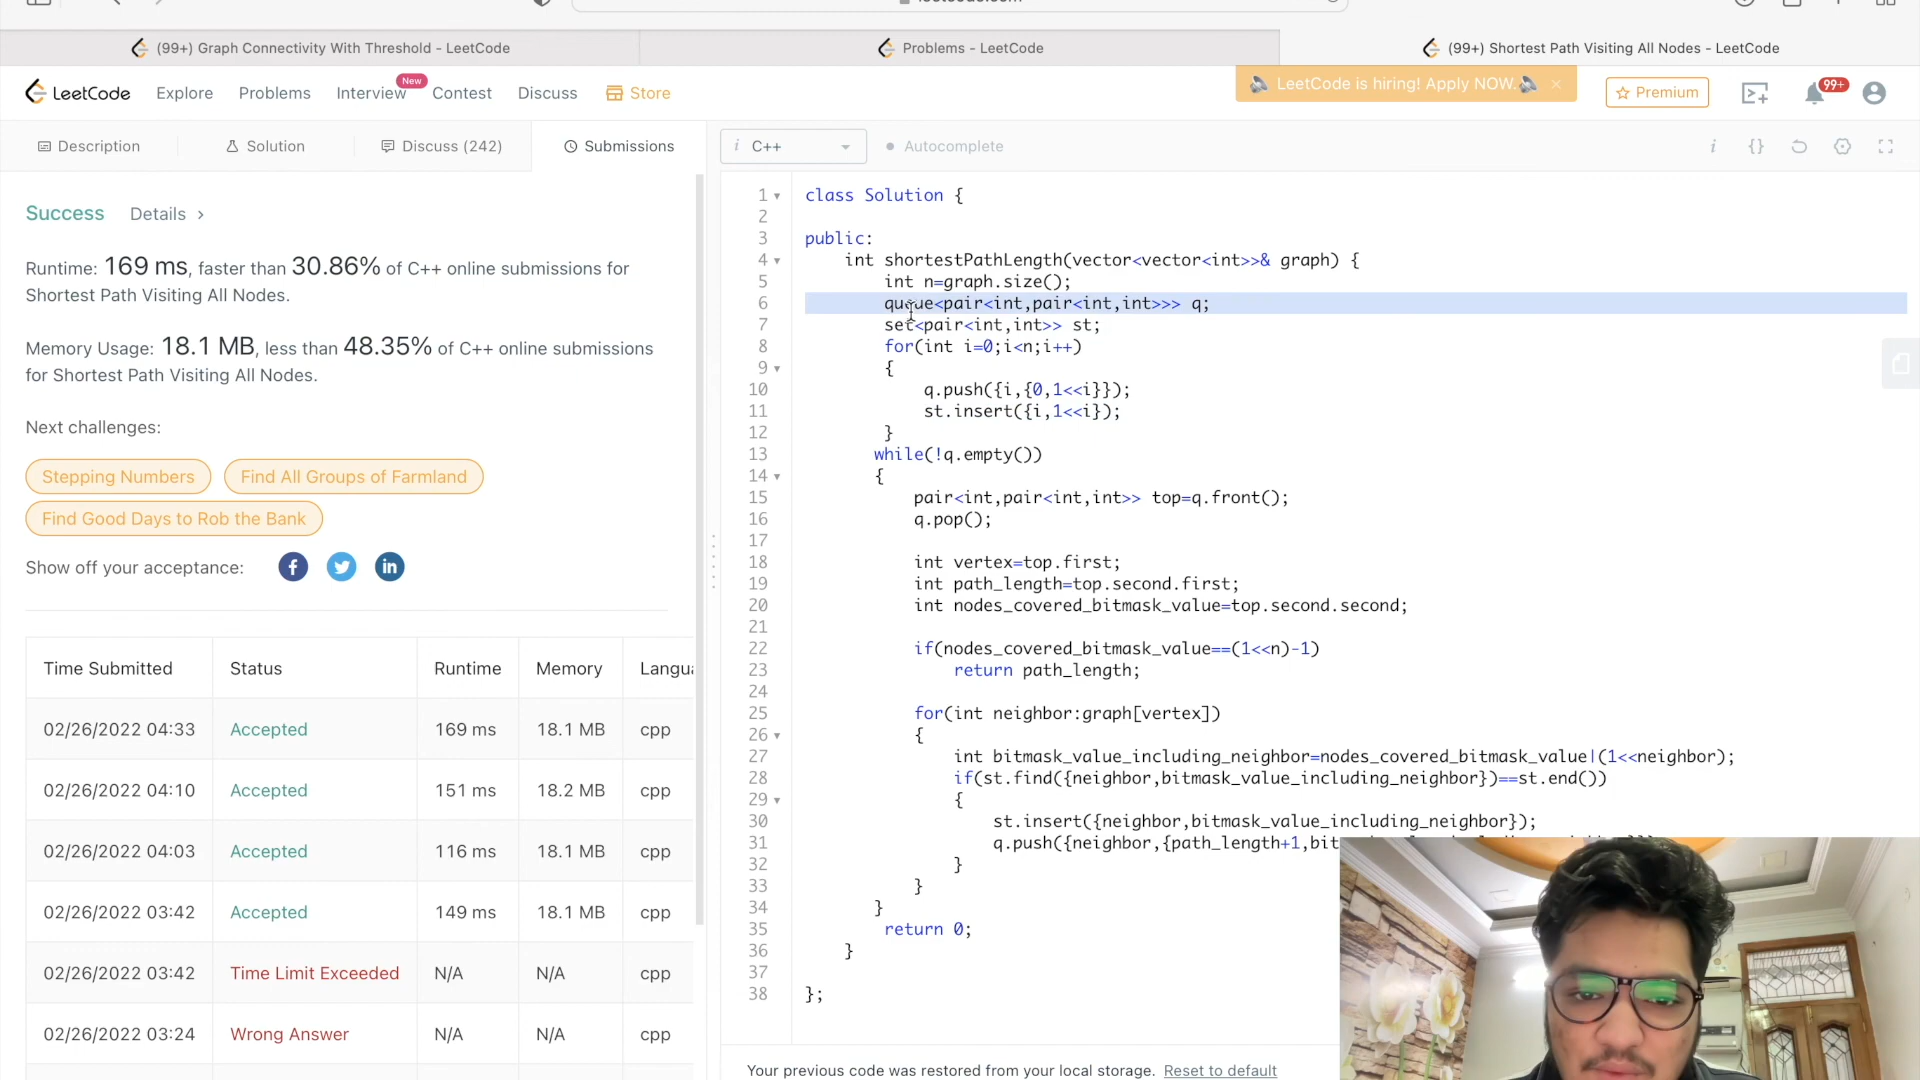 (99+) Graph Connectivity With Threshold - LeetCode
Problems - LeetCode
(99+) Shortest Path Visiting All Nodes - LeetCode
LeetCode
Explore
Problems
Interview
New
Contest
Discuss
Store
LeetCode is hiring! Apply NOW.
Premium
99+
Description
Solution
Discuss (242)
Submissions
i C++
Autocomplete
Success
Details >
Runtime: 169 ms, faster than 30.86% of C++ online submissions for
Shortest Path Visiting All Nodes.
Memory Usage: 18.1 MB, less than 48.35% of C++ online submissions
for Shortest Path Visiting All Nodes.
Next challenges:
Stepping Numbers
Find All Groups of Farmland
Find Good Days to Rob the Bank
Show off your acceptance:
Time Submitted Status Runtime Memory
02/26/2022 04:33 Accepted 169 ms 18.1 MB cpp
02/26/2022 04:10 Accepted 151 ms 18.2 MB cpp
02/26/2022 04:03 Accepted 116 ms 18.1 MB cpp
02/26/2022 03:42 Accepted 149 ms 18.1 MB cpp
02/26/2022 03:42 Time Limit Exceeded N/A N/A cpp
02/26/2022 03:24 Wrong Answer N/A N/A cpp
1 class Solution {
2
3 public:
4 int shortestPathLength(vector<vector<int>>& graph) {
5 int n=graph.size();
6 queue<pair<int,pair<int,int>>> q;
7 set<pair<int,int>> st;
8 for(int i=0;i<n;i++)
9 {
10 q.push({i,{0,1<<i}});
11 st.insert({i,1<<i});
12 }
13 while(!q.empty())
14 {
15 pair<int,pair<int,int>> top=q.front();
16 q.pop();
17
18 int vertex=top.first;
19 int path_length=top.second.first;
20 int nodes_covered_bitmask_value=top.second.second;
21
22 if(nodes_covered_bitmask_value==(1<<n)-1)
23 return path_length;
24
25 for(int neighbor:graph[vertex])
26 {
27 int bitmask_value_including_neighbor=nodes_covered_bitmask_value|(1<<neighbor);
28 if(st.find({neighbor,bitmask_value_including_neighbor})==st.end())
29 {
30 st.insert({neighbor,bitmask_value_including_neighbor});
31 q.push({neighbor,{path_length+1,bit
32 }
33 }
34 }
35 return 0;
36 }
37
38 };
Your previous code was restored from your local storage. Reset to default